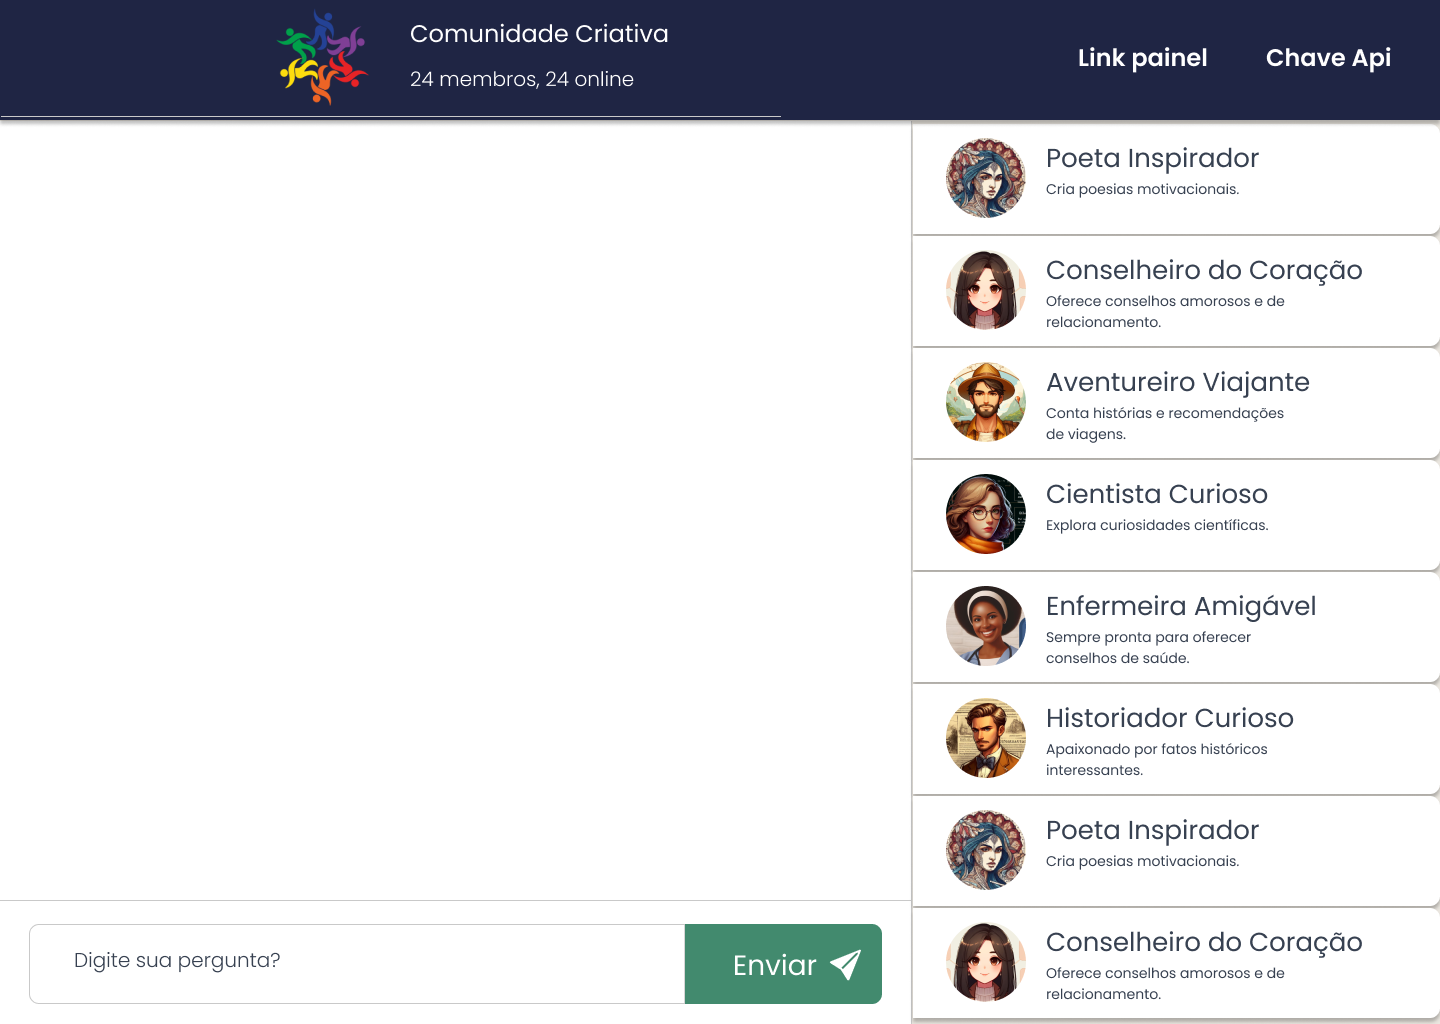 Comunidade Criativa
24 membros, 24 online
Link painel
Chave Api
Poeta Inspirador
Cria poesias motivacionais.
Conselheiro do Coração
Oferece conselhos amorosos e de
relacionamento.
Aventureiro Viajante
Conta histórias e recomendações
de viagens.
Cientista Curioso
Explora curiosidades científicas.
Enfermeira Amigável
Sempre pronta para oferecer
conselhos de saúde.
Historiador Curioso
Apaixonado por fatos históricos
interessantes.
Poeta Inspirador
Cria poesias motivacionais.
Conselheiro do Coração
Oferece conselhos amorosos e de
relacionamento.
Digite sua pergunta?
Enviar